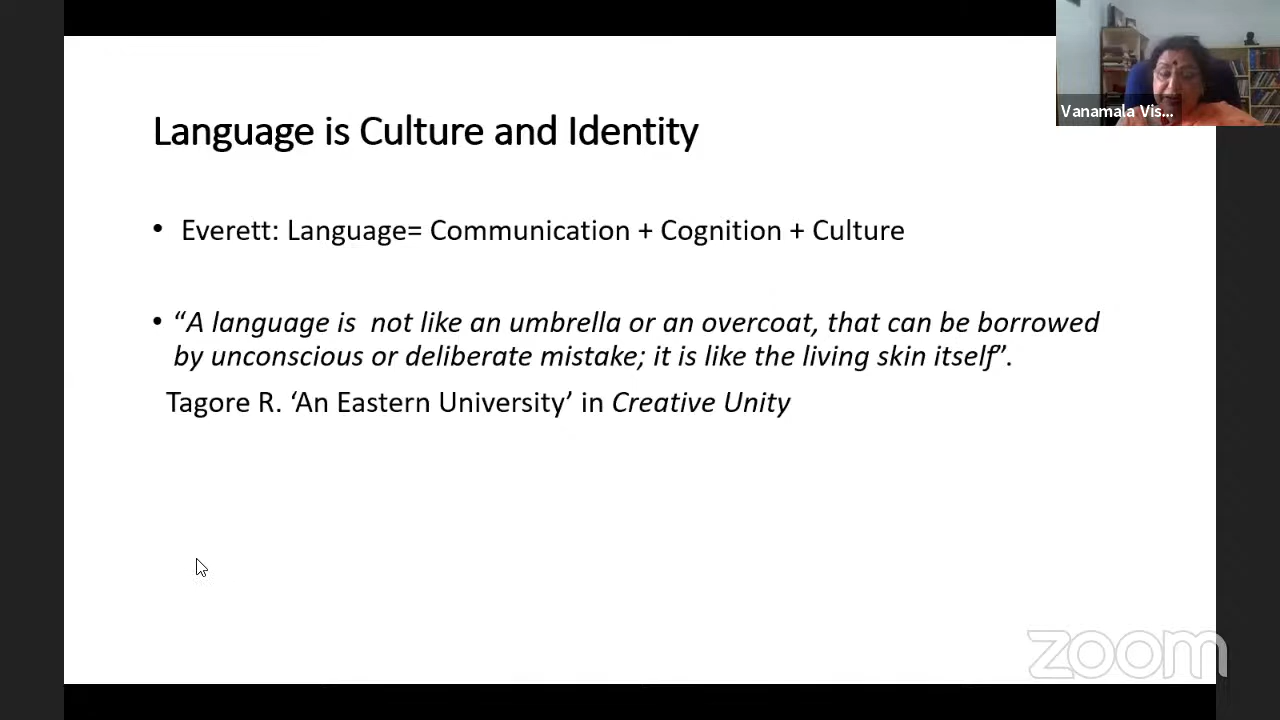 Vanamala Vis...
Language is Culture and Identity
• Everett: Language= Communication + Cognition + Culture
• “A language is not like an umbrella or an overcoat, that can be borrowed
by unconscious or deliberate mistake; it is like the living skin itself”.
Tagore R. ‘An Eastern University’ in Creative Unity
zoom